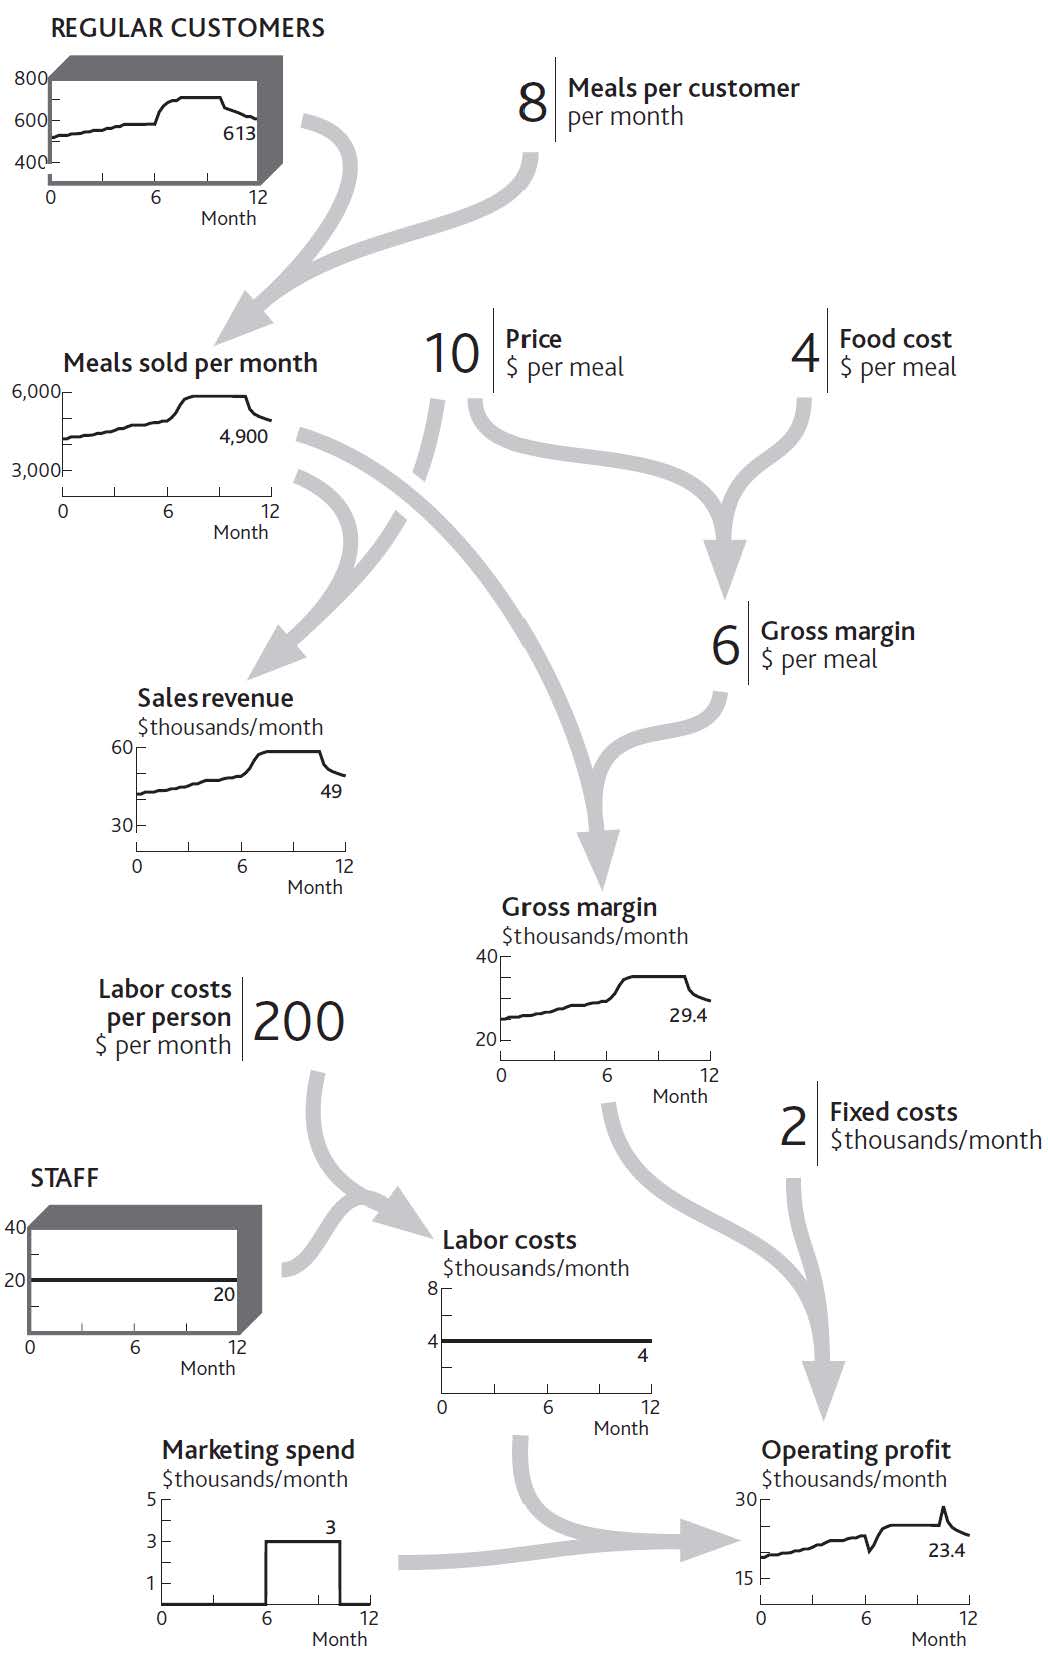 REGULAR CUSTOMERS
800
600
400
613
0 6 12
Month
8
Meals per customer
per month
Meals sold per month
6,000
3,000
4,900
0 6 12
Month
10
Price
$ per meal
4
Food cost
$ per meal
6
Gross margin
$ per meal
Sales revenue
$thousands/month
60
30
49
0 6 12
Month
Gross margin
$thousands/month
40
20
29.4
0 6 12
Month
Labor costs
per person
$ per month
200
2
Fixed costs
$thousands/month
STAFF
40
20
20
0 6 12
Month
Labor costs
$thousands/month
8
4
4
0 6 12
Month
Marketing spend
$thousands/month
5
3
1
3
0 6 12
Month
Operating profit
$thousands/month
30
15
23.4
0 6 12
Month